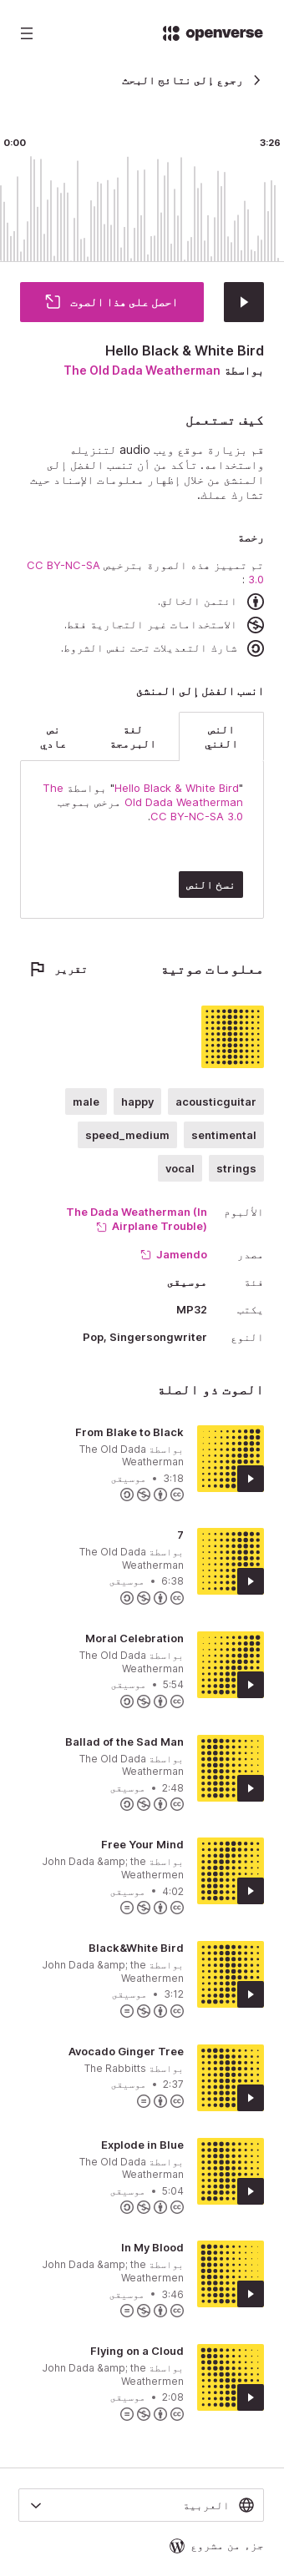 openverse
رجوع إلى نتائج البحث
0:00
3:26
احصل على هذا الصوت
Hello Black & White Bird
بواسطة The Old Dada Weatherman
كيف تستعمل
قم بزيارة موقع ويب audio لتنزيله
واستخدامه. تأكد من أن تنسب الفضل إلى
المنشئ من خلال إظهار معلومات الإسناد حيث
تشارك عملك.
رخصة
تم تمييز هذه الصورة بترخيص CC BY-NC-SA
3.0 :
ائتمن الخالق.
الاستخدامات غير التجارية فقط.
شارك التعديلات تحت نفس الشروط.
انسب الفضل إلى المنشئ
النص
الغني
لغة
البرمجة
نص
عادي
"Hello Black & White Bird" بواسطة The
Old Dada Weatherman مرخص بموجب
CC BY-NC-SA 3.0.
نسخ النص
معلومات صوتية
تقرير
acousticguitar
happy
male
sentimental
speed_medium
strings
vocal
الألبوم
The Dada Weatherman (In
Airplane Trouble)
مصدر
Jamendo
فئة
موسيقى
يكتب
MP32
النوع
Pop, Singersongwriter
الصوت ذو الصلة
From Blake to Black
بواسطة The Old Dada
Weatherman
3:18 • موسيقى
7
بواسطة The Old Dada
Weatherman
6:38 • موسيقى
Moral Celebration
بواسطة The Old Dada
Weatherman
5:54 • موسيقى
Ballad of the Sad Man
بواسطة The Old Dada
Weatherman
2:48 • موسيقى
Free Your Mind
بواسطة John Dada &amp; the
Weathermen
4:02 • موسيقى
Black&White Bird
بواسطة John Dada &amp; the
Weathermen
3:12 • موسيقى
Avocado Ginger Tree
بواسطة The Rabbitts
2:37 • موسيقى
Explode in Blue
بواسطة The Old Dada
Weatherman
5:04 • موسيقى
In My Blood
بواسطة John Dada &amp; the
Weathermen
3:46 • موسيقى
Flying on a Cloud
بواسطة John Dada &amp; the
Weathermen
2:08 • موسيقى
العربية
جزء من مشروع